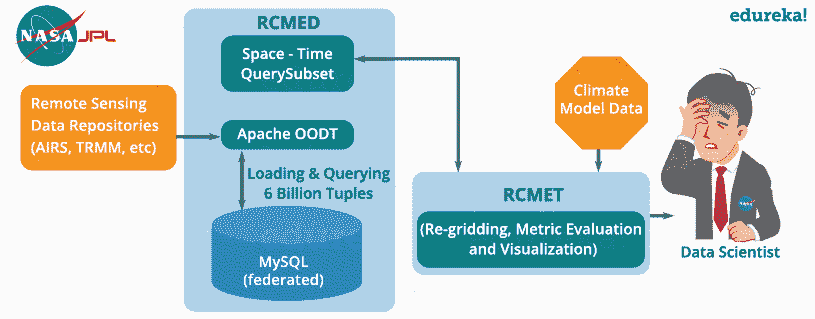 NASA JPL
edureka!
RCMED
Space - Time
QuerySubset
Remote Sensing
Data Repositories
(AIRS, TRMM, etc)
Apache OODT
Loading & Querying
6 Billion Tuples
MySQL
(federated)
Climate
Model Data
RCMET
(Re-gridding, Metric Evaluation
and Visualization)
NASA
Data Scientist